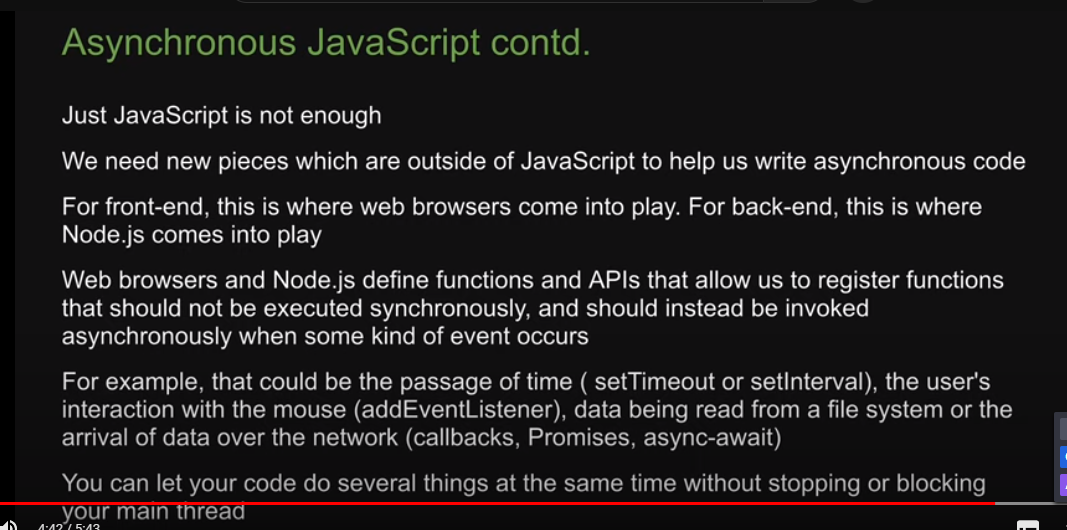 Asynchronous JavaScript contd.
Just JavaScript is not enough
We need new pieces which are outside of JavaScript to help us write asynchronous code
For front-end, this is where web browsers come into play. For back-end, this is where
Node.js comes into play
Web browsers and Node.js define functions and APIs that allow us to register functions
that should not be executed synchronously, and should instead be invoked
asynchronously when some kind of event occurs
For example, that could be the passage of time ( setTimeout or setInterval), the user's
interaction with the mouse (addEventListener), data being read from a file system or the
arrival of data over the network (callbacks, Promises, async-await)
You can let your code do several things at the same time without stopping or blocking
your main thread
4:42 / 5:43